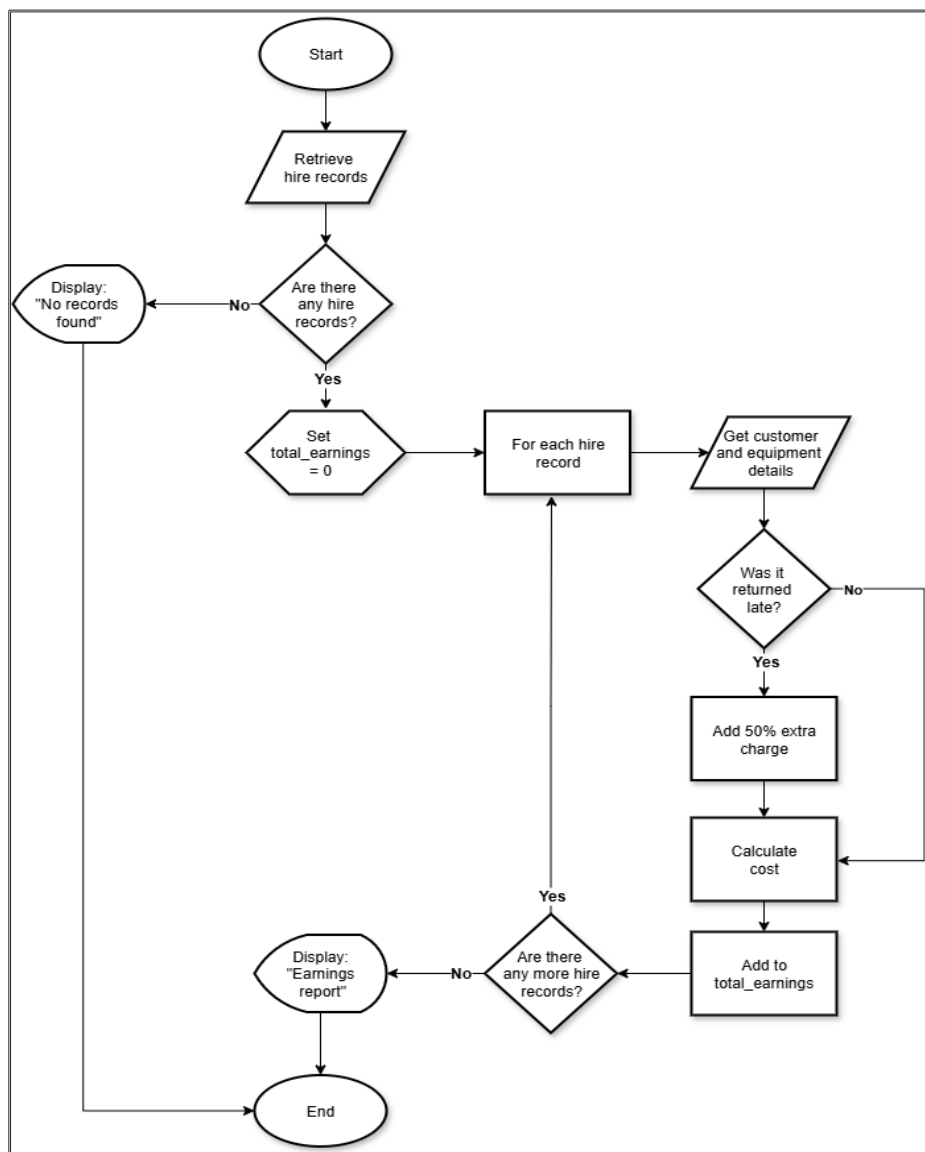 Start
Retrieve
hire records
Are there
any hire
records?
No
Display:
"No records
found"
Yes
Set
total_earnings
= 0
For each hire
record
Get customer
and equipment
details
Was it
returned
late?
No
Yes
Add 50% extra
charge
Calculate
cost
Add to
total_earnings
Are there
any more hire
records?
Yes
No
Display:
"Earnings
report"
End